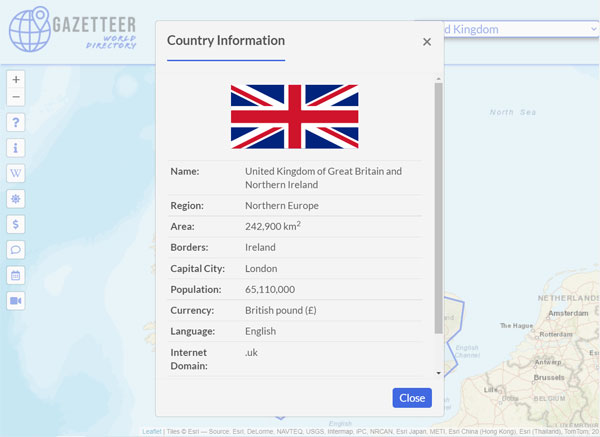 GAZETTEER
WORLD
DIRECTORY
Country Information
×
d Kingdom
+
−
?
i
W
$
Name: United Kingdom of Great Britain and
Northern Ireland
Region: Northern Europe
Area: 242,900 km²
Borders: Ireland
Capital City: London
Population: 65,110,000
Currency: British pound (£)
Language: English
Internet
Domain: .uk
Close
North Sea
NETHERLANDS
Amsterdam
The Hague
Rotterdam
English
Channel
Antwerp
Brussels
Lille
BELGIUM
English
Leaflet | Tiles © Esri — Source: Esri, DeLorme, NAVTEQ, USGS, Intermap, iPC, NRCAN, Esri Japan, METI, Esri China (Hong Kong), Esri (Thailand), TomTom, 20